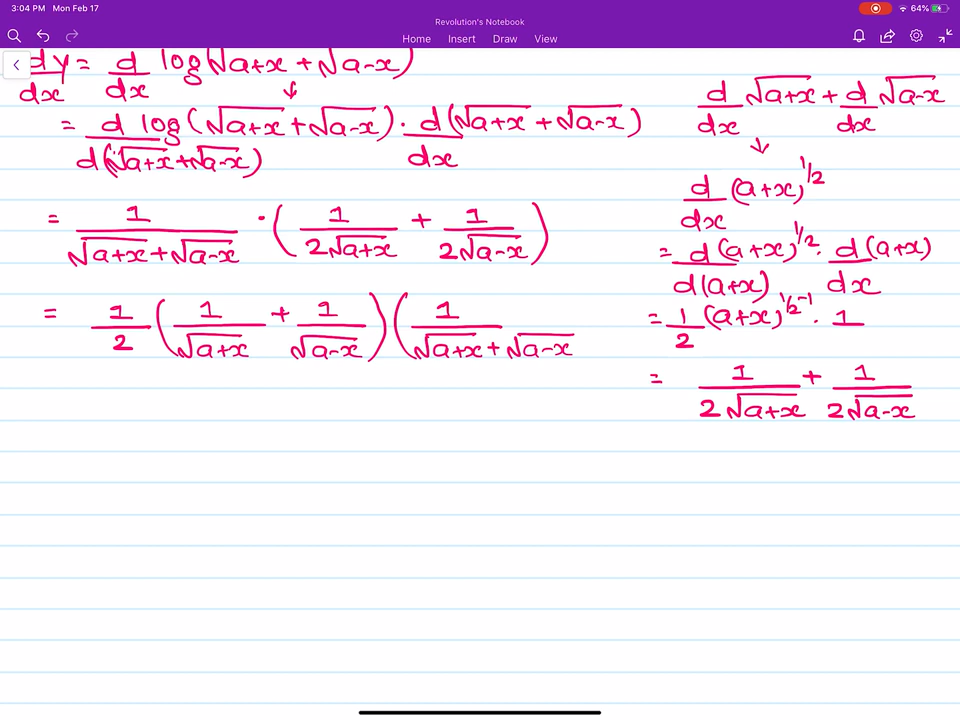 3:04 PM Mon Feb 17
64%
Revolution's Notebook
Home Insert Draw View
dy/dx = d/dx log(√a+x + √a-x)
= d log(√a+x + √a-x)/d(√a+x + √a-x) · d(√a+x + √a-x)/dx
= 1/(√a+x + √a-x) · (1/2√a+x + 1/2√a-x)
= 1/2 (1/√a+x + 1/√a-x)(1/√a+x + √a-x
d/dx √a+x + d/dx √a-x
↓
d/dx (a+x)^1/2
= d(a+x)^1/2/d(a+x) · d(a+x)/dx
= 1/2 (a+x)^1/2-1 · 1
= 1/2√a+x + 1/2√a-x